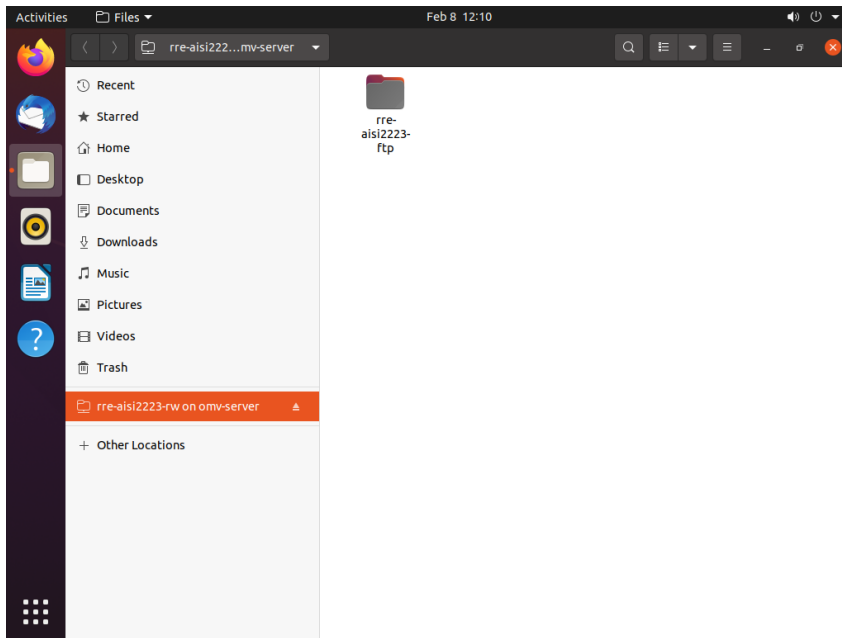 Activities
Files
Feb 8 12:10
rre-aisi222...mv-server
Recent
Starred
Home
Desktop
Documents
Downloads
Music
Pictures
Videos
Trash
rre-aisi2223-rw on omv-server
+ Other Locations
rre-
aisi2223-
ftp